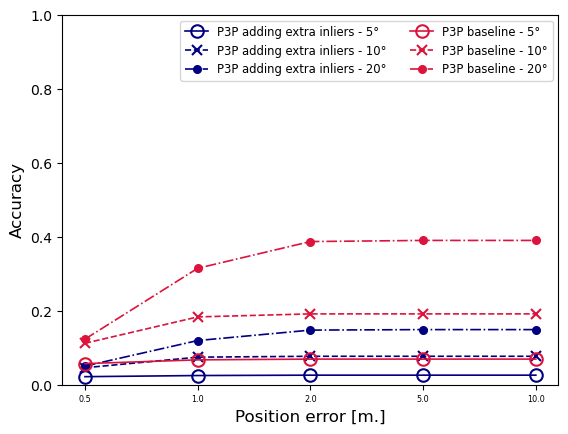 1.0
P3P adding extra inliers - 5°
P3P adding extra inliers - 10°
P3P adding extra inliers - 20°
P3P baseline - 5°
P3P baseline - 10°
P3P baseline - 20°
0.8
0.6
0.4
0.2
0.0
Accuracy
0.5 1.0 2.0 5.0 10.0
Position error [m.]